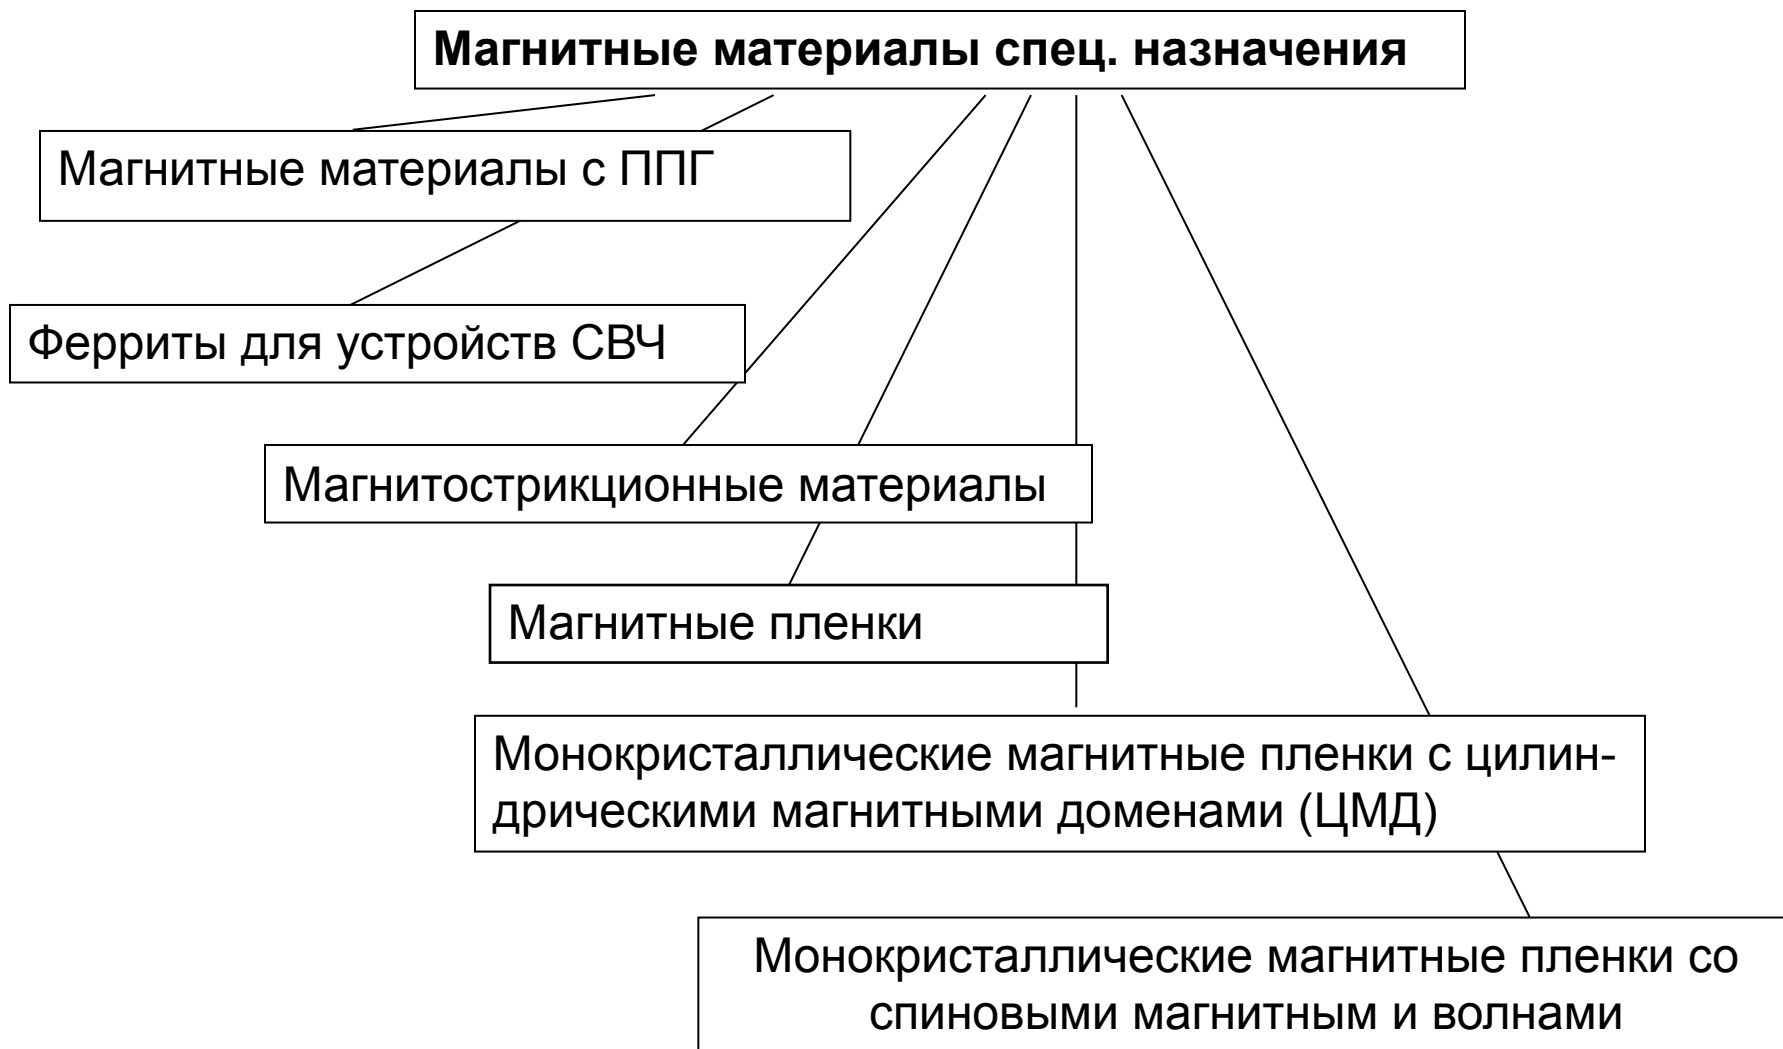 Магнитные материалы спец. назначения
Магнитные материалы с ППГ
Ферриты для устройств СВЧ
Магнитострикционные материалы
Магнитные пленки
Монокристаллические магнитные пленки с цилин-
дрическими магнитными доменами (ЦМД)
Монокристаллические магнитные пленки со
спиновыми магнитным и волнами